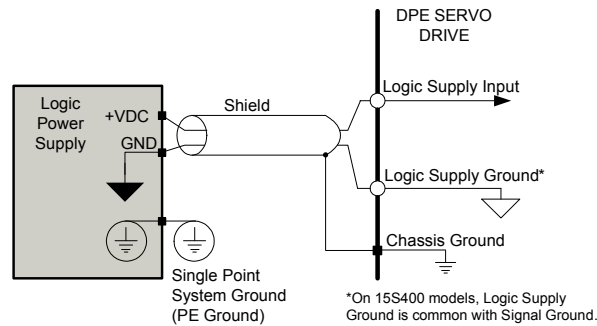 DPE SERVO
DRIVE
Logic Supply Input
Logic
Power
Supply
+VDC
GND
Shield
Logic Supply Ground*
Chassis Ground
Single Point
System Ground
(PE Ground)
*On 15S400 models, Logic Supply
Ground is common with Signal Ground.